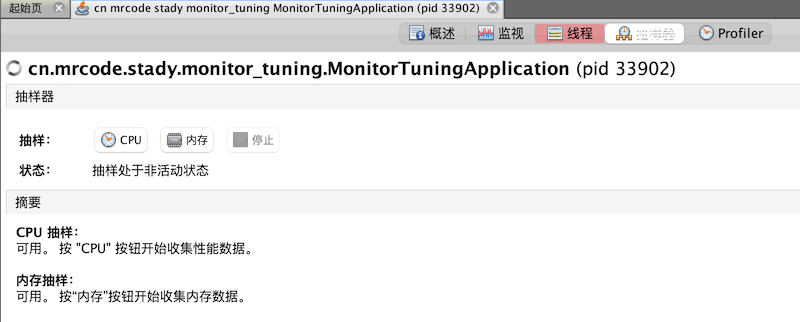 起始页
cn mrcode stady monitor_tuning MonitorTuningApplication (pid 33902)
概述 监视 线程 抽样器 Profiler
cn.mrcode.stady.monitor_tuning.MonitorTuningApplication (pid 33902)
抽样器
抽样： CPU 内存 停止
状态： 抽样处于非活动状态
摘要
CPU 抽样：
可用。 按 "CPU" 按钮开始收集性能数据。
内存抽样：
可用。 按“内存”按钮开始收集内存数据。